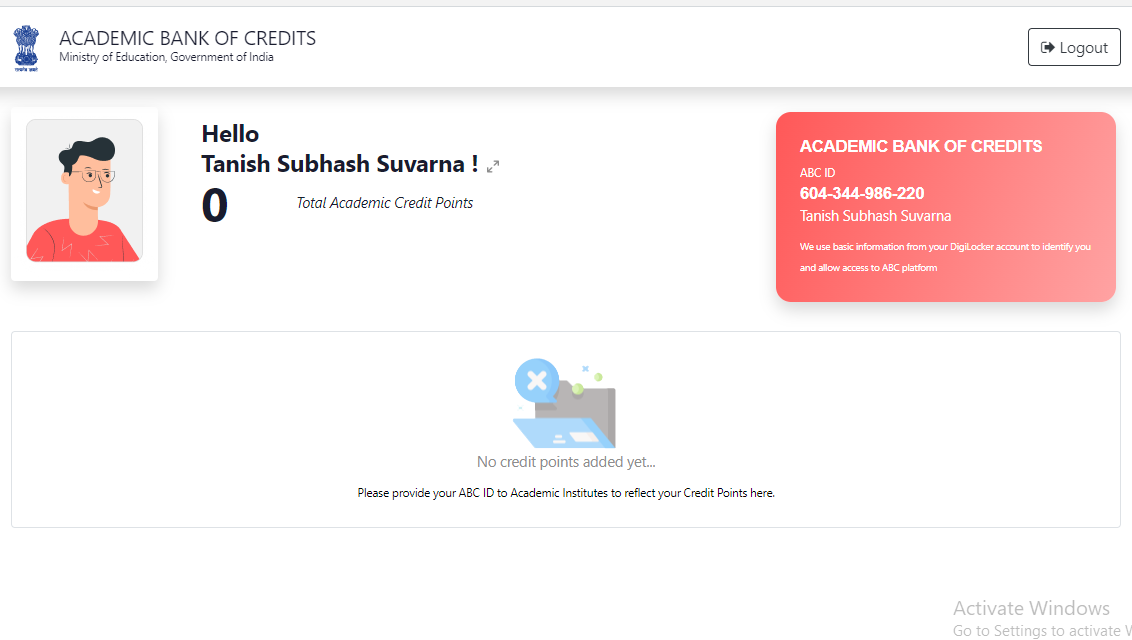 ACADEMIC BANK OF CREDITS
Ministry of Education, Government of India
Logout
Hello
Tanish Subhash Suvarna !
0
Total Academic Credit Points
ACADEMIC BANK OF CREDITS
ABC ID
604-344-986-220
Tanish Subhash Suvarna
We use basic information from your DigiLocker account to identify you
and allow access to ABC platform
No credit points added yet...
Please provide your ABC ID to Academic Institutes to reflect your Credit Points here.
Activate Windows
Go to Settings to activate W